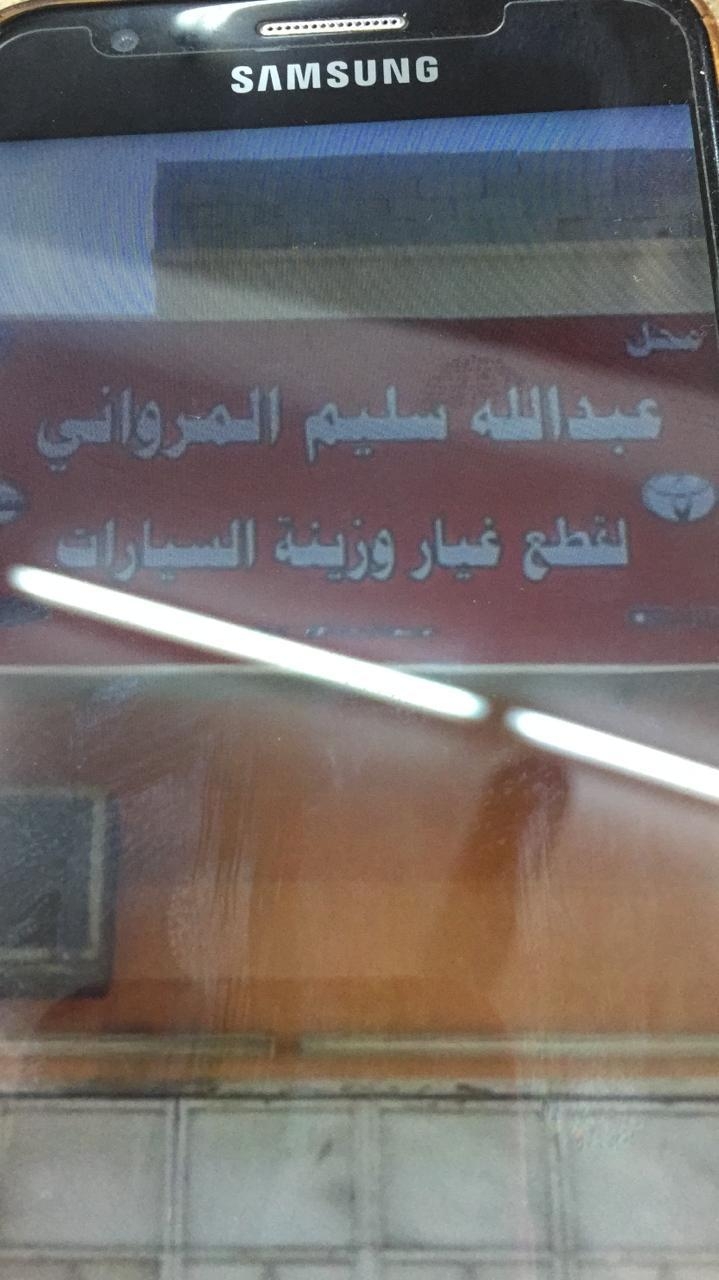 SAMSUNG
محل
عبدالله سليم المرواني
لقطع غيار وزينة السيارات